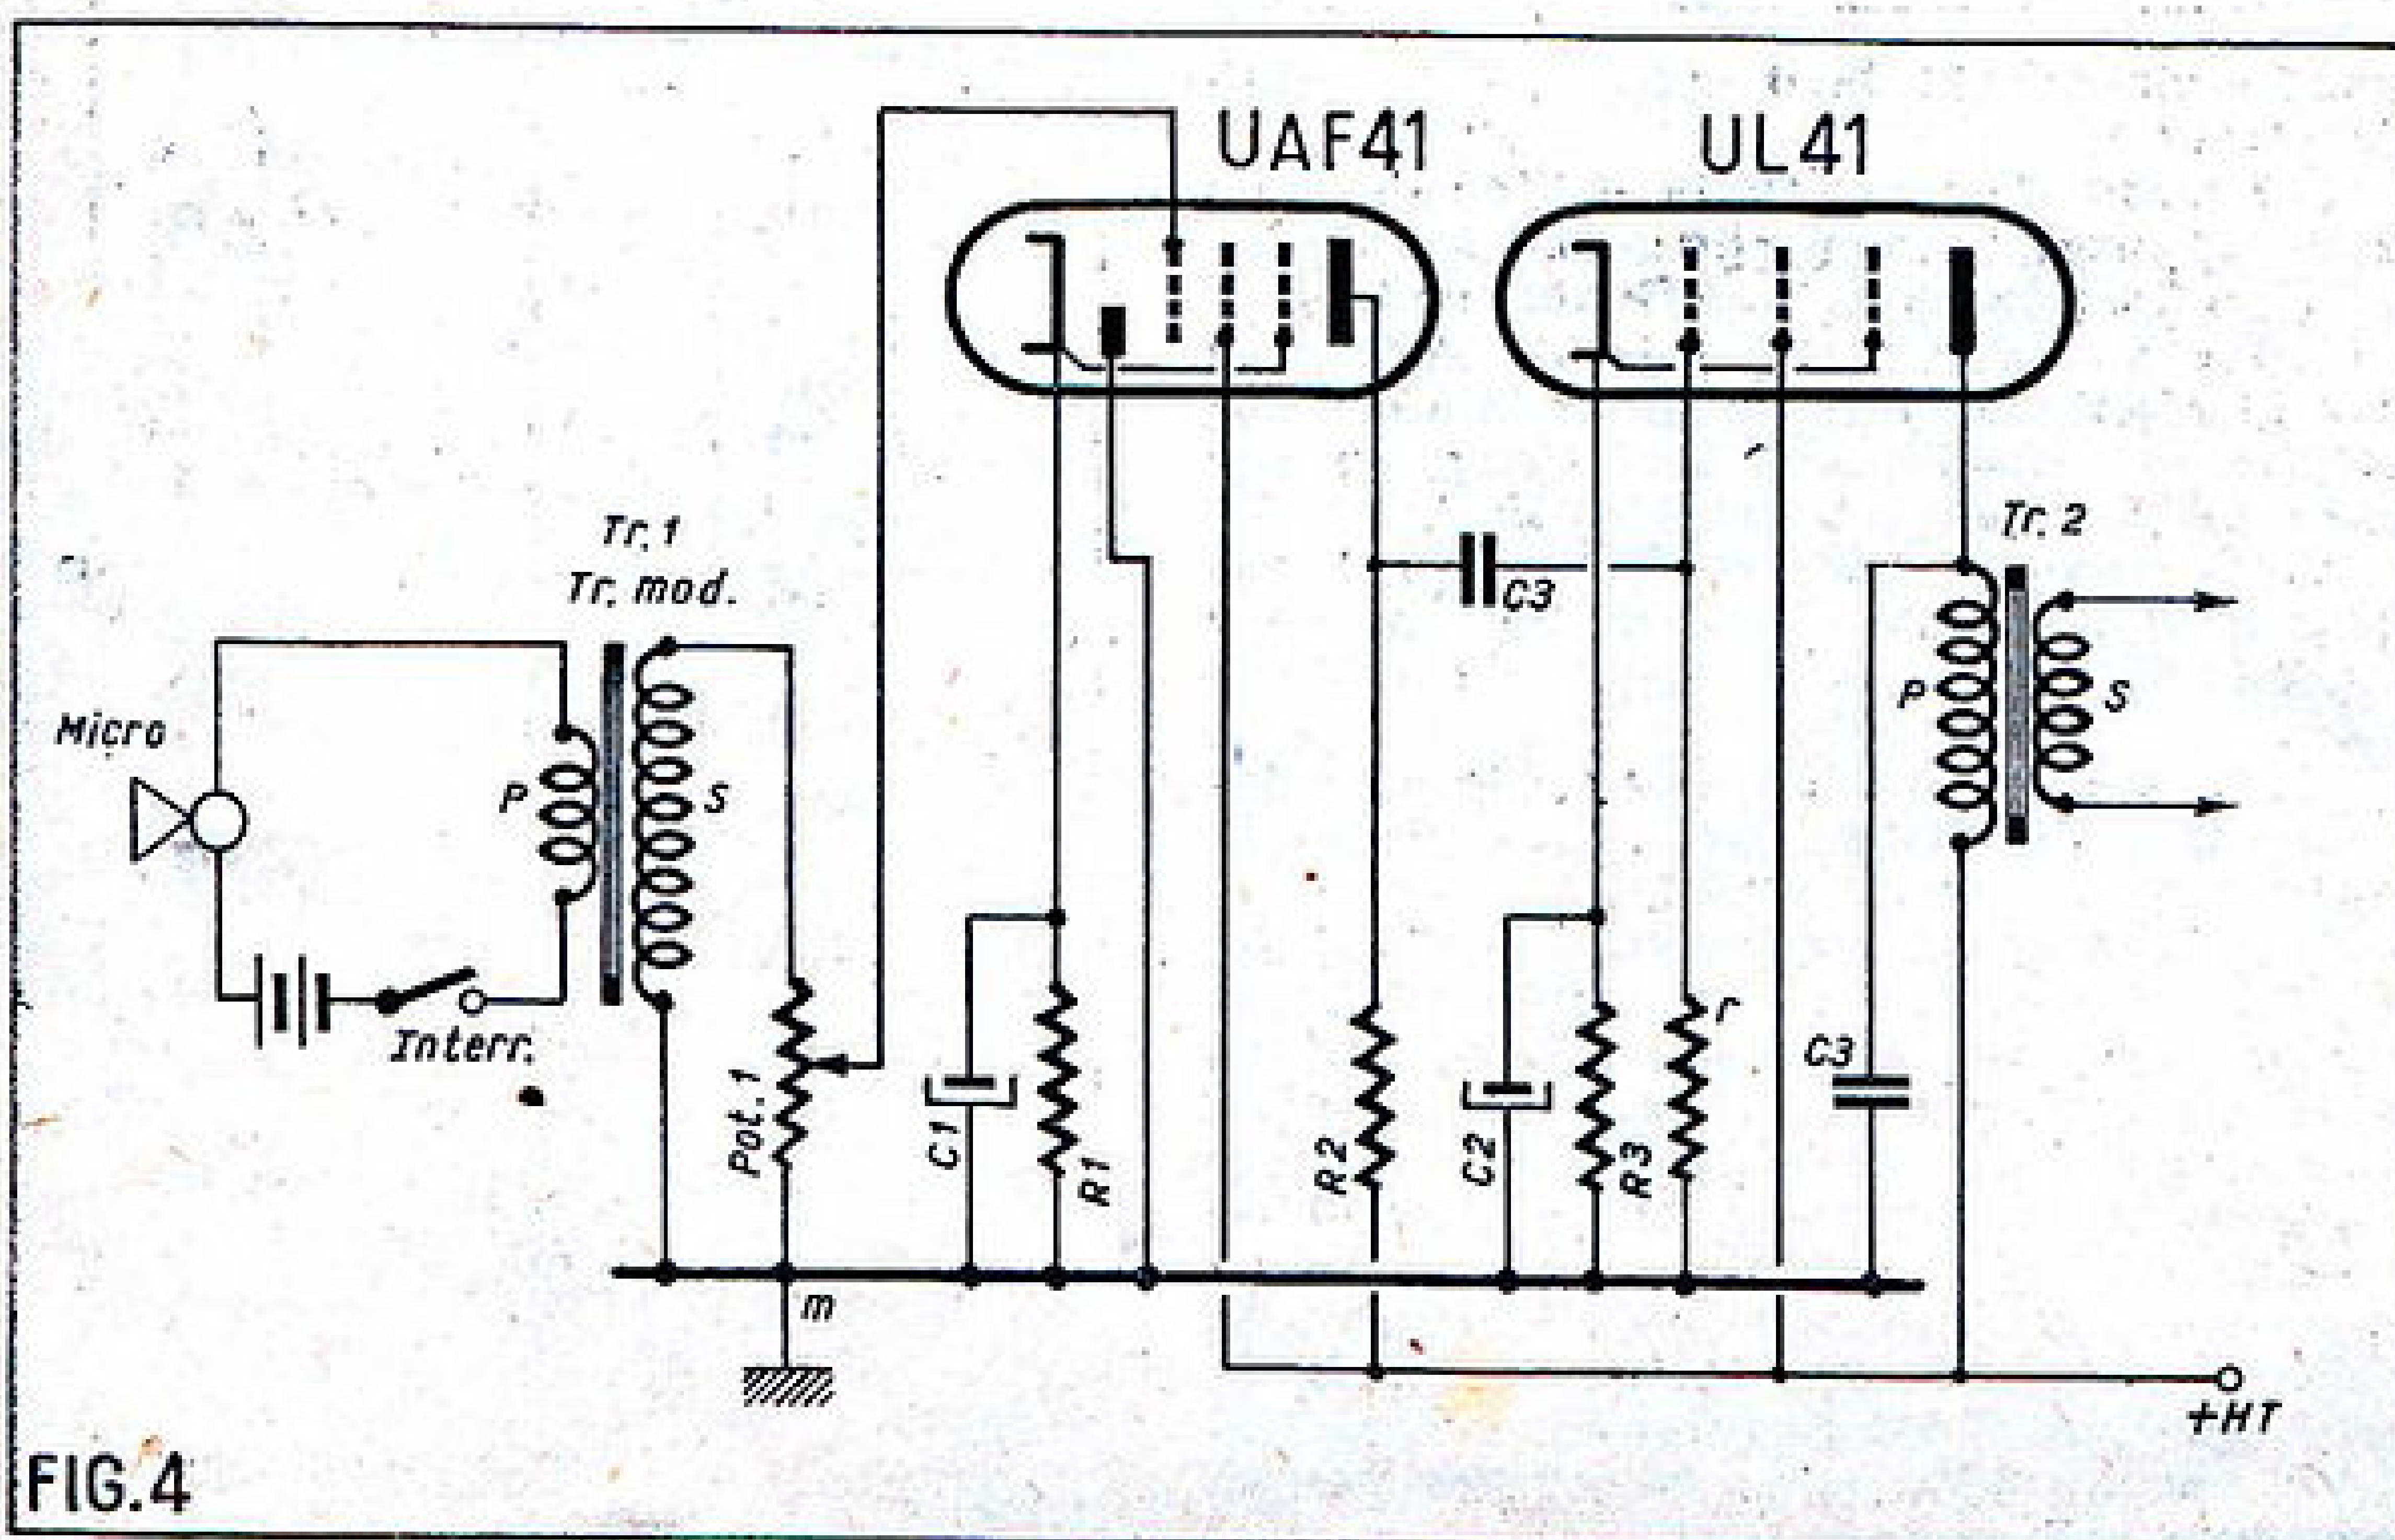 UAF41
UL41
Tr. 1
Tr. mod.
Tr. 2
C3
Micro
P
S
P
S
Interr.
Pot. 1
C1
R1
R2
C2
R3
r
C3
m
+HT
FIG. 4